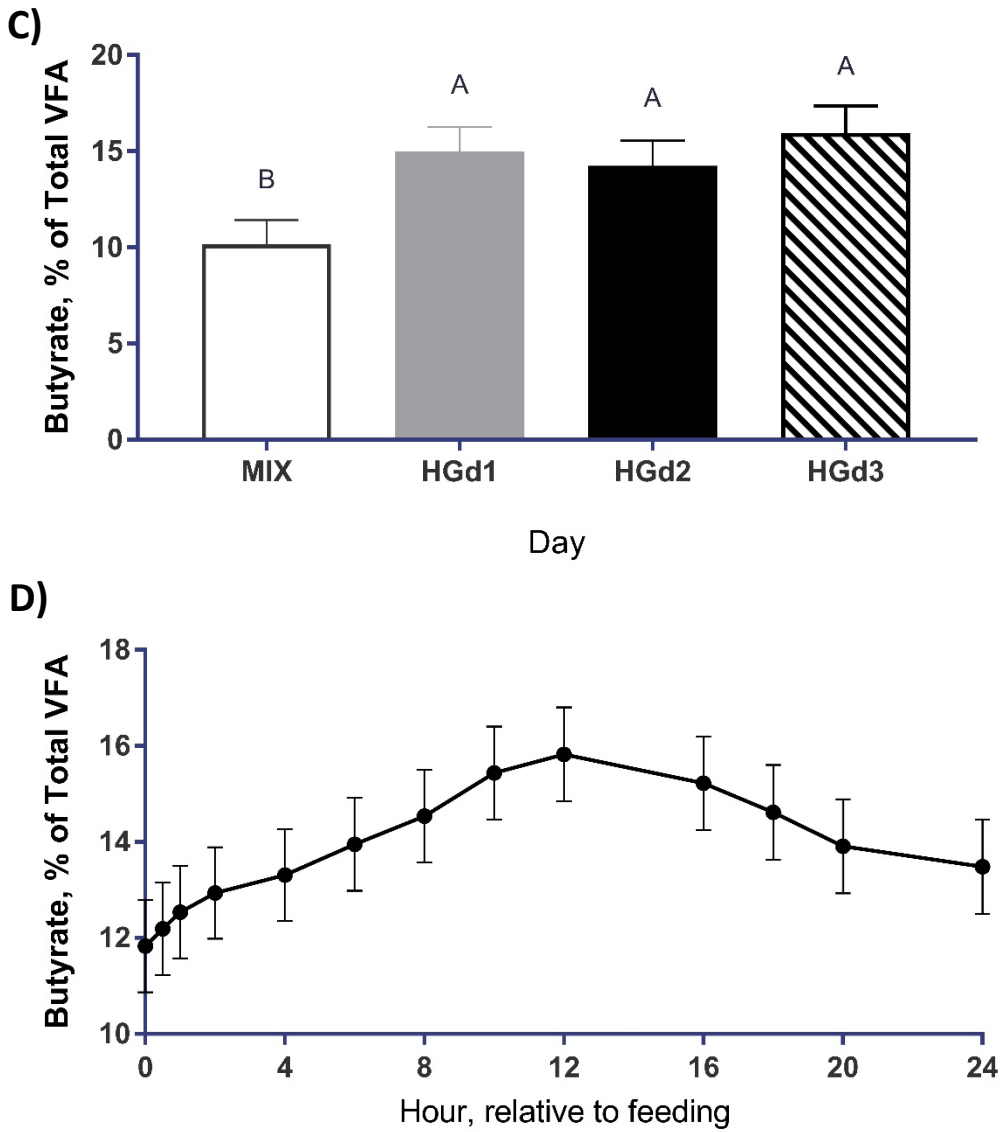 C)
Butyrate, % of Total VFA
20
15
10
5
0
B
A
A
A
MIX HGd1 HGd2 HGd3
Day
D)
Butyrate, % of Total VFA
18
16
14
12
10
0 4 8 12 16 20 24
Hour, relative to feeding